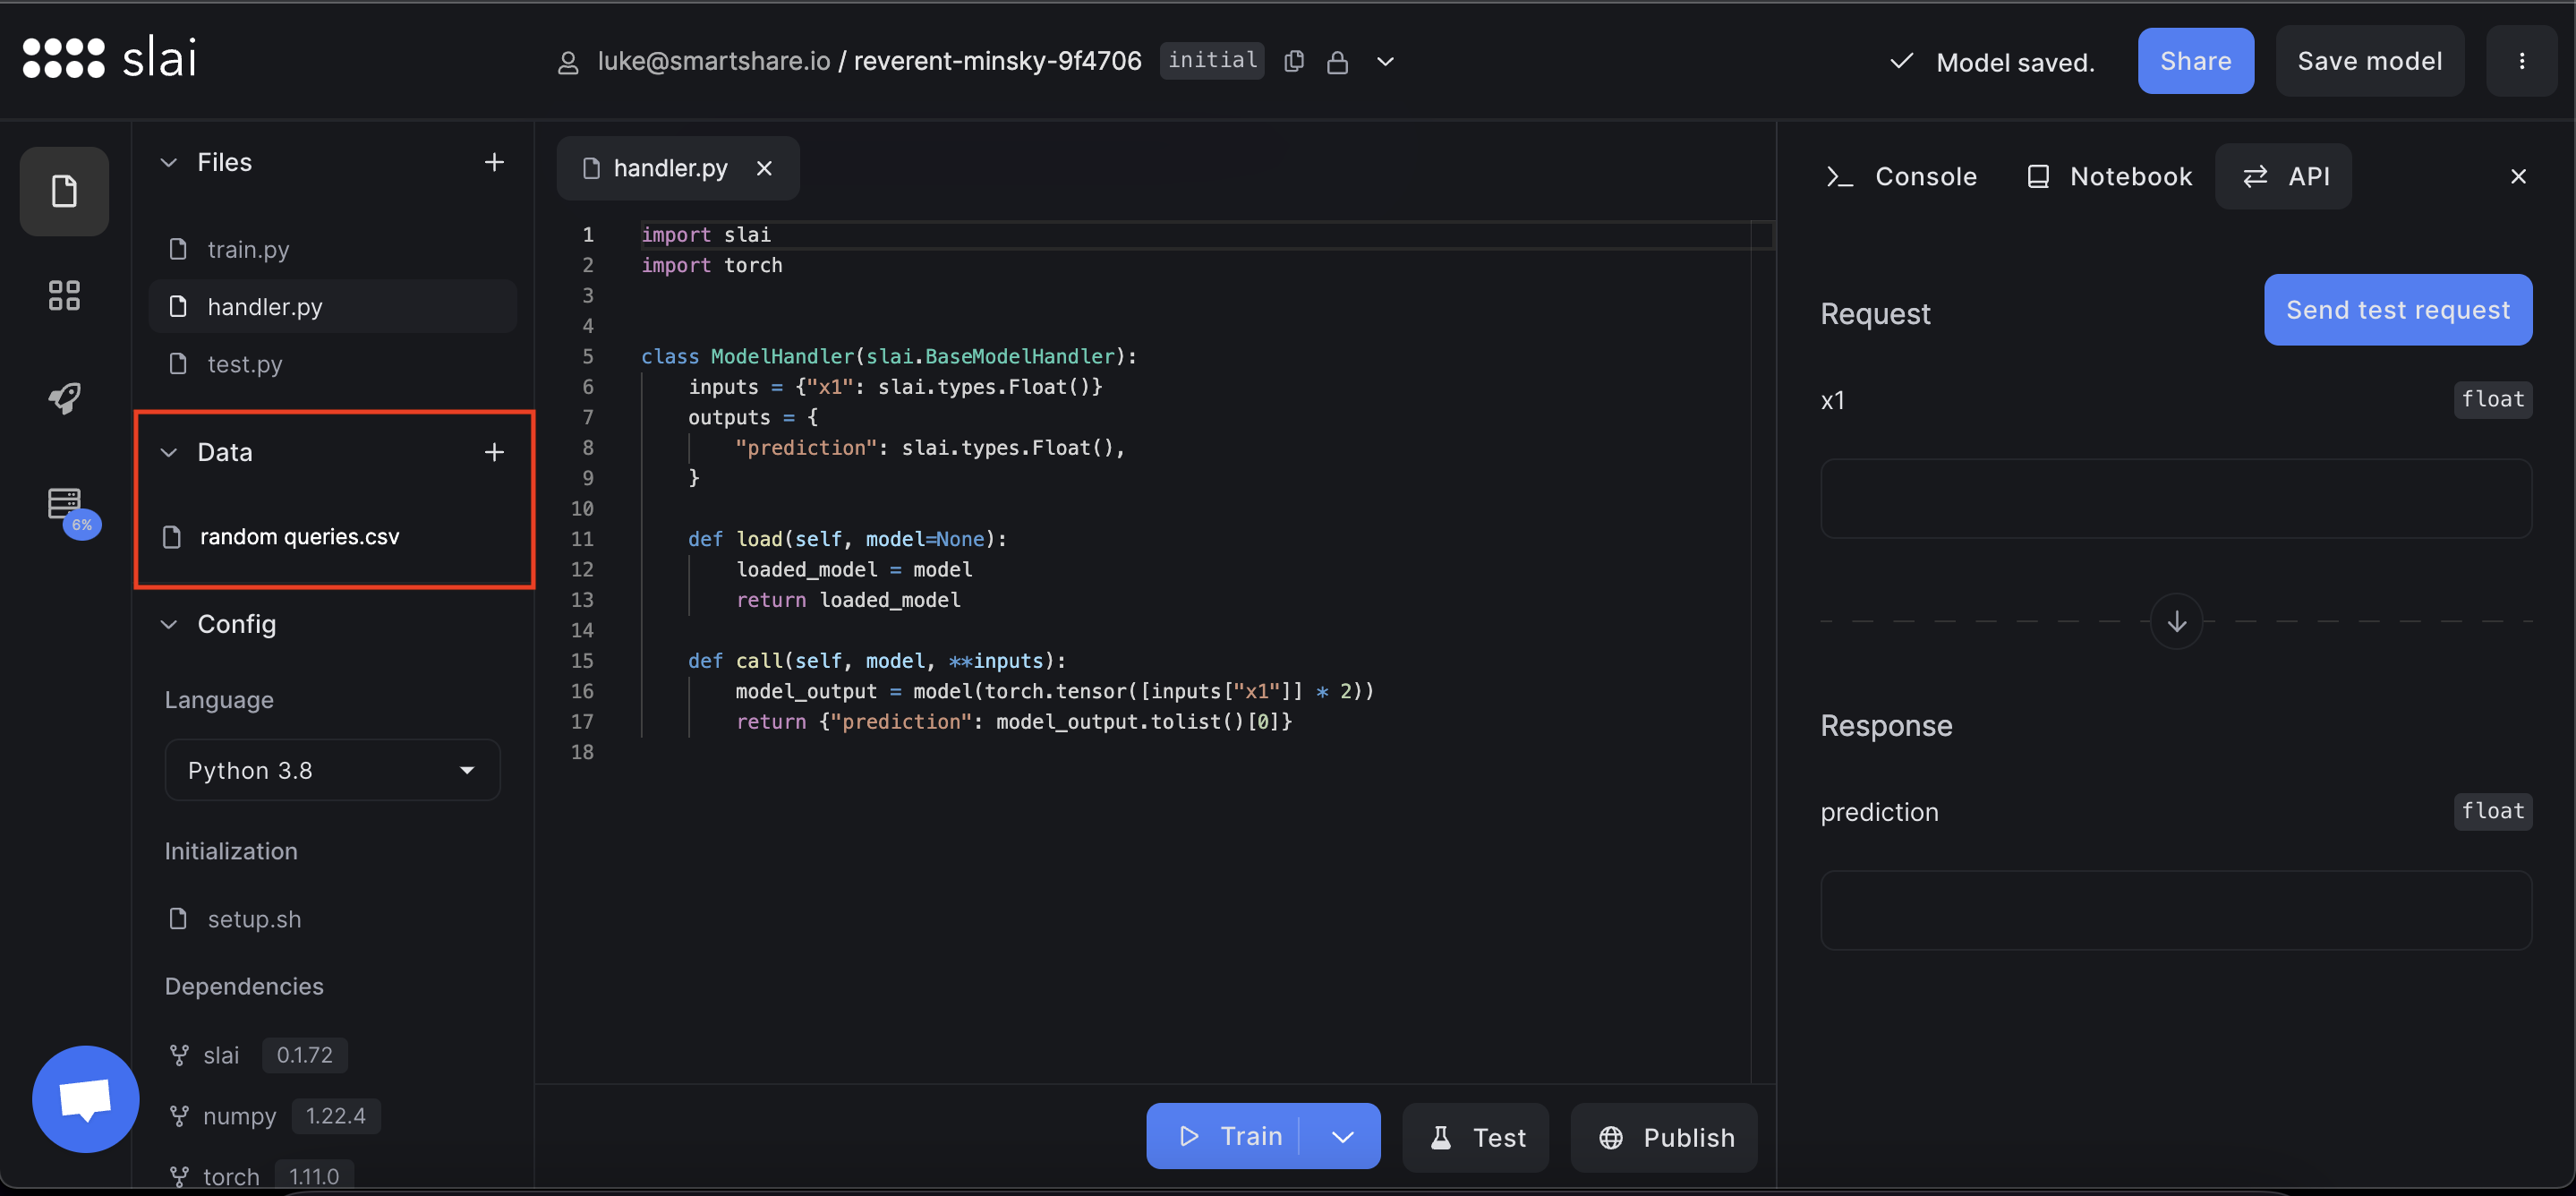 slai
luke@smartshare.io / reverent-minsky-9f4706 initial
Model saved.
Share
Save model
Files
train.py
handler.py
test.py
Data
random queries.csv
6%
Config
Language
Python 3.8
Initialization
setup.sh
Dependencies
slai 0.1.72
numpy 1.22.4
torch 1.11.0
handler.py
1 import slai
2 import torch
3
4
5 class ModelHandler(slai.BaseModelHandler):
6 inputs = {"x1": slai.types.Float()}
7 outputs = {
8 "prediction": slai.types.Float(),
9 }
10
11 def load(self, model=None):
12 loaded_model = model
13 return loaded_model
14
15 def call(self, model, **inputs):
16 model_output = model(torch.tensor([inputs["x1"]] * 2))
17 return {"prediction": model_output.tolist()[0]}
18
Train
Test
Publish
Console
Notebook
API
Request
Send test request
x1 float
Response
prediction float